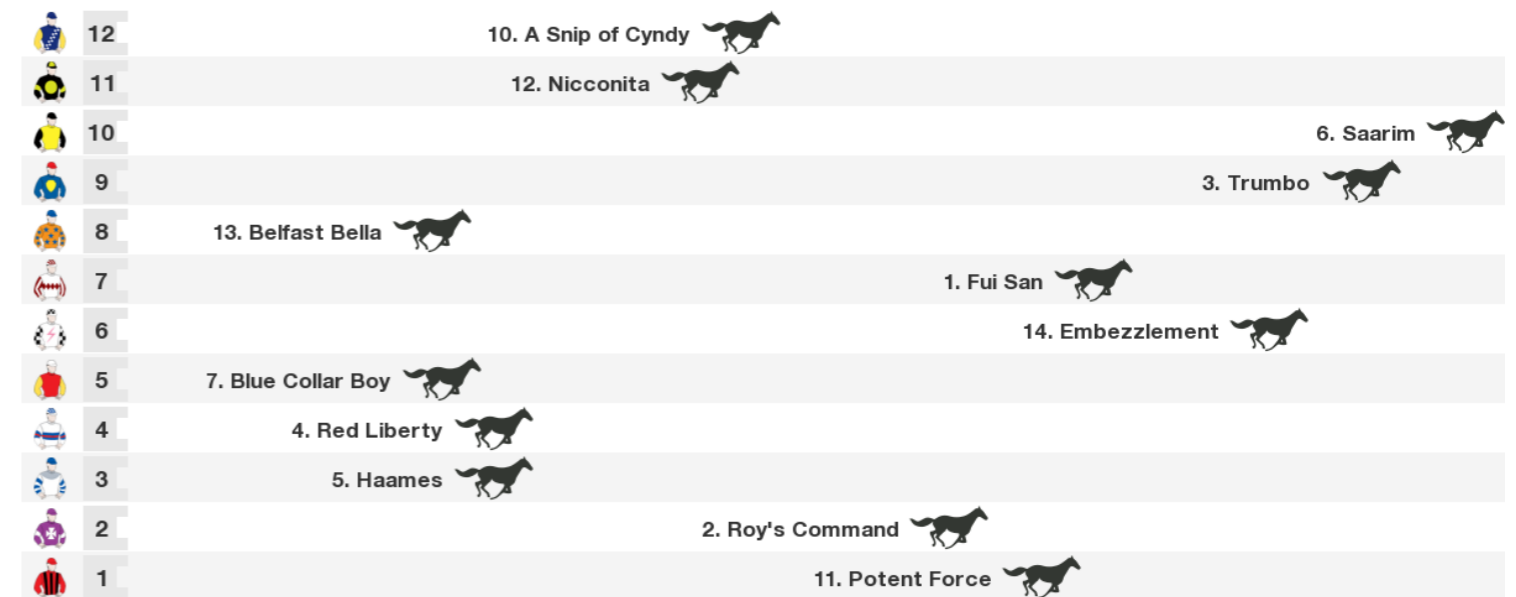 12 10. A Snip of Cyndy
11 12. Nicconita
10 6. Saarim
9 3. Trumbo
8 13. Belfast Bella
7 1. Fui San
6 14. Embezzlement
5 7. Blue Collar Boy
4 4. Red Liberty
3 5. Haames
2 2. Roy's Command
1 11. Potent Force